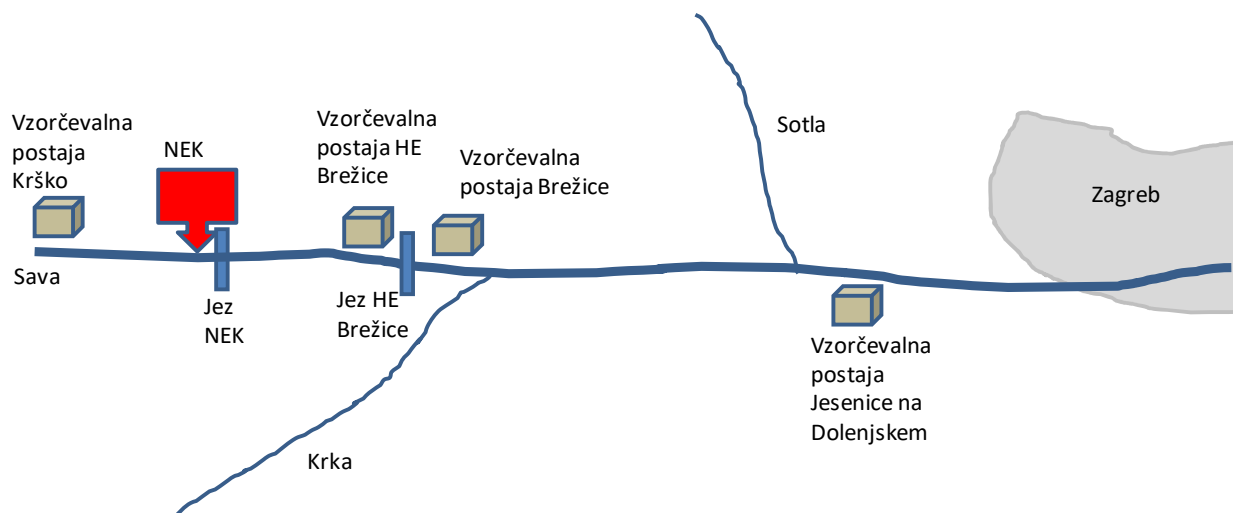 Vzorčevalna
postaja
Krško
NEK
Vzorčevalna
postaja HE
Brežice
Vzorčevalna
postaja Brežice
Sotla
Zagreb
Sava
Jez
NEK
Jez HE
Brežice
Vzorčevalna
postaja
Jesenice na
Dolenjskem
Krka